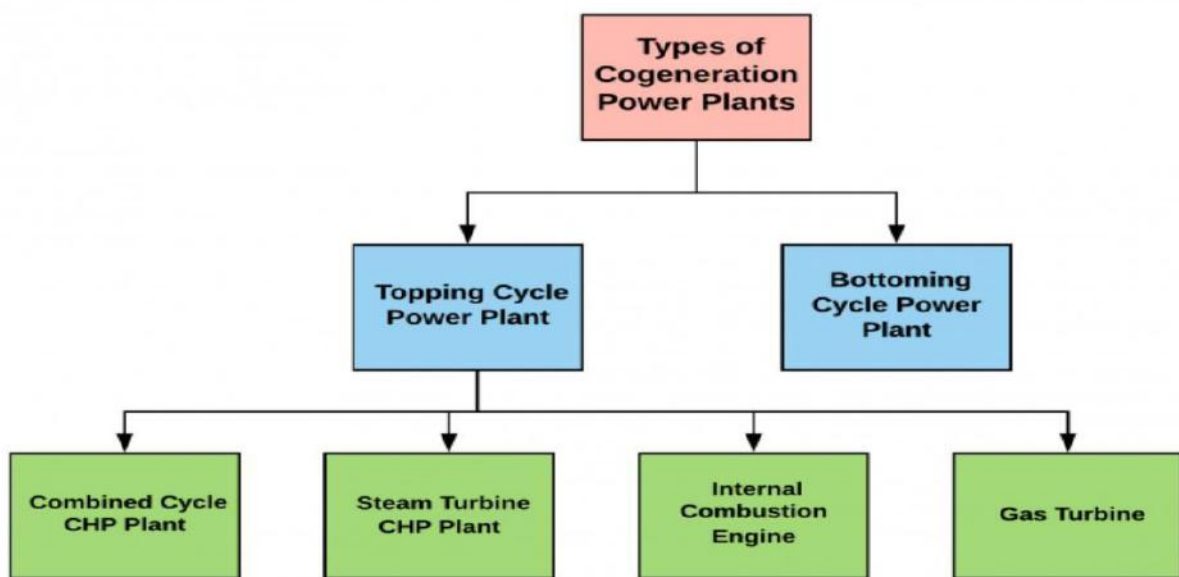 Types of
Cogeneration
Power Plants
Topping Cycle
Power Plant
Bottoming
Cycle Power
Plant
Combined Cycle
CHP Plant
Steam Turbine
CHP Plant
Internal
Combustion
Engine
Gas Turbine